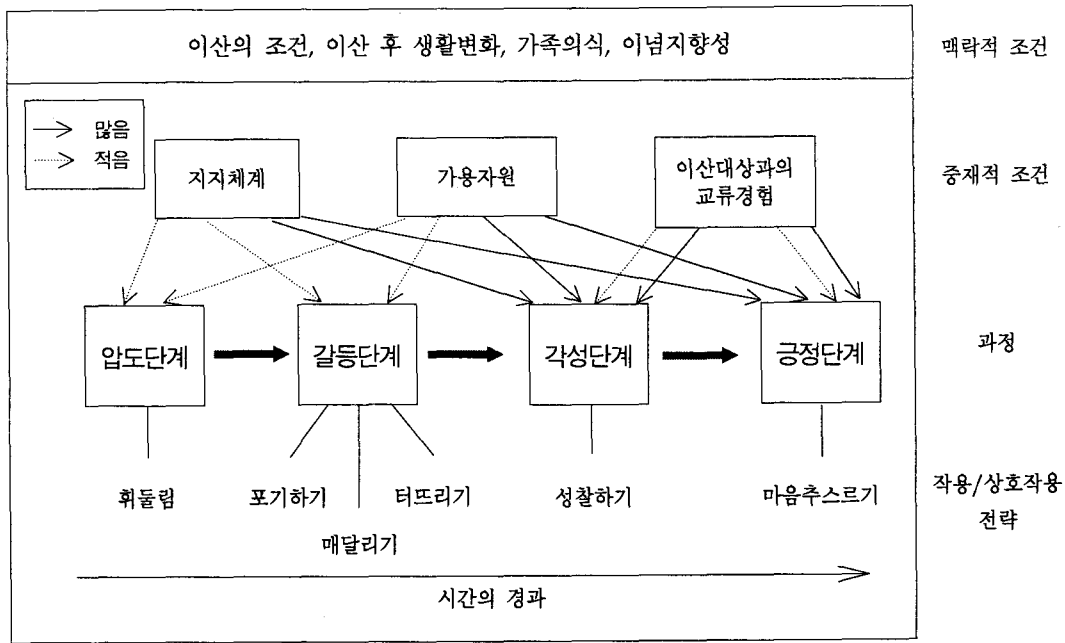 이산의 조건, 이산 후 생활변화, 가족의식, 이념지향성
맥락적 조건
많음
적음
지지체계
가용자원
이산대상과의
교류경험
중재적 조건
압도단계
갈등단계
각성단계
긍정단계
과정
휘둘림
포기하기
터뜨리기
성찰하기
마음추스르기
작용/상호작용
전략
매달리기
시간의 경과